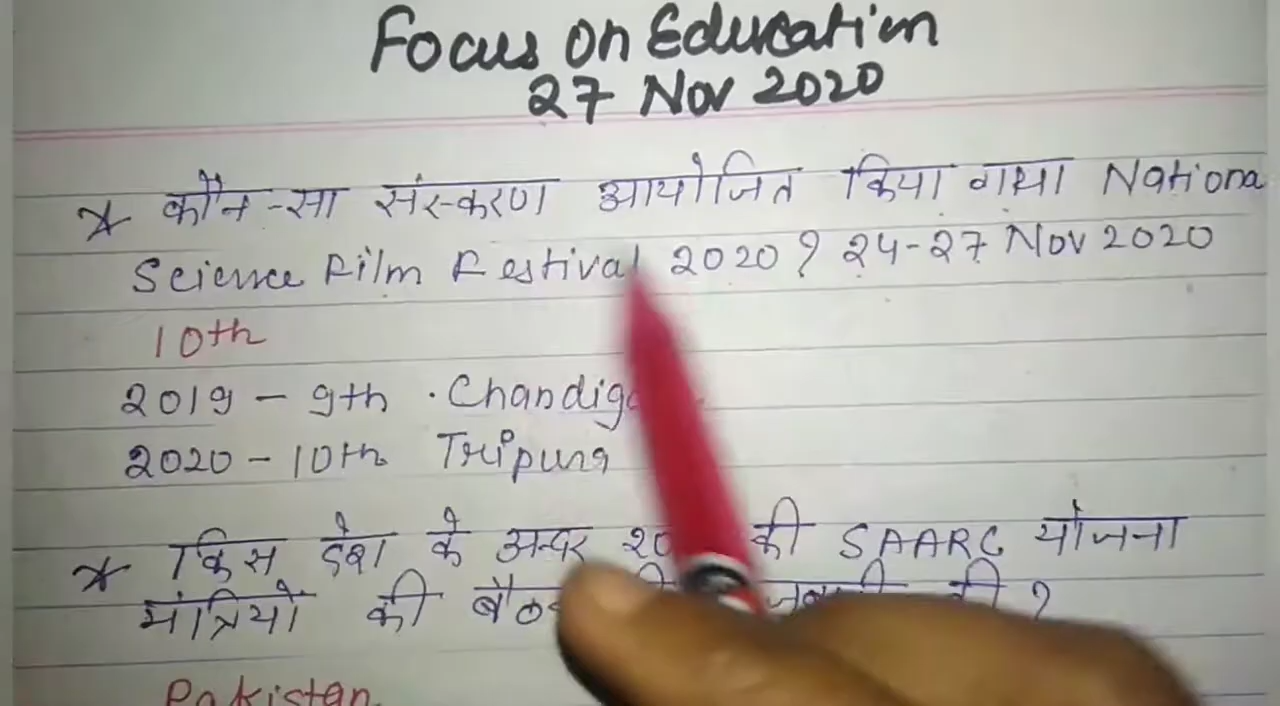 Focus on Education
27 Nov 2020
* कौन-सा संस्करण आयोजित किया गया Nationa
Science Film Festival 2020? 24-27 Nov 2020
10th
2019 - 9th . Chandig
2020 - 10th Tripura
* किस देश के अन्दर की SAARC योजना
मंत्रियों की की ?
Pakistan